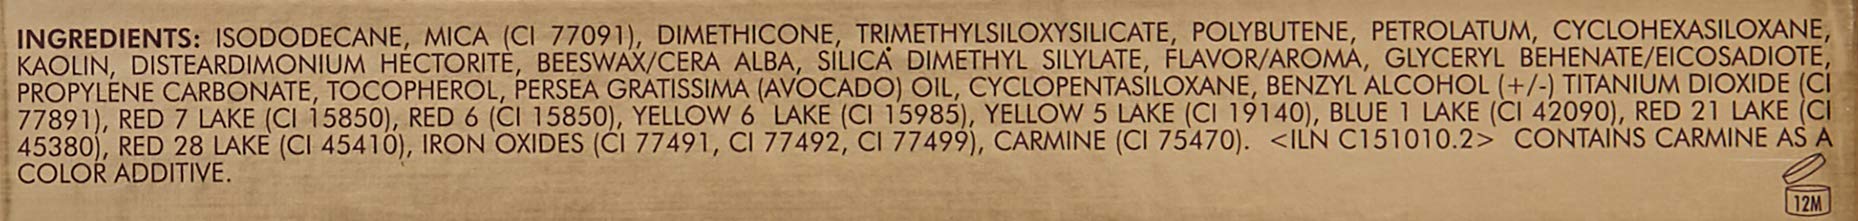 INGREDIENTS: ISODODECANE, MICA (CI 77091), DIMETHICONE, TRIMETHYLSILOXYSILICATE, POLYBUTENE, PETROLATUM, CYCLOHEXASILOXANE,
KAOLIN, DISTEARDIMONIUM HECTORITE, BEESWAX/CERA ALBA, SILICA DIMETHYL SILYLATE, FLAVOR/AROMA, GLYCERYL BEHENATE/EICOSADIOTE,
PROPYLENE CARBONATE, TOCOPHEROL, PERSEA GRATISSIMA (AVOCADO) OIL, CYCLOPENTASILOXANE, BENZYL ALCOHOL (+/-) TITANIUM DIOXIDE (CI
77891), RED 7 LAKE (CI 15850), RED 6 (CI 15850), YELLOW 6 LAKE (CI 15985), YELLOW 5 LAKE (CI 19140), BLUE 1 LAKE (CI 42090), RED 21 LAKE (CI
45380), RED 28 LAKE (CI 45410), IRON OXIDES (CI 77491, CI 77492, CI 77499), CARMINE (CI 75470). <ILN C151010.2> CONTAINS CARMINE AS A
COLOR ADDITIVE.
12M